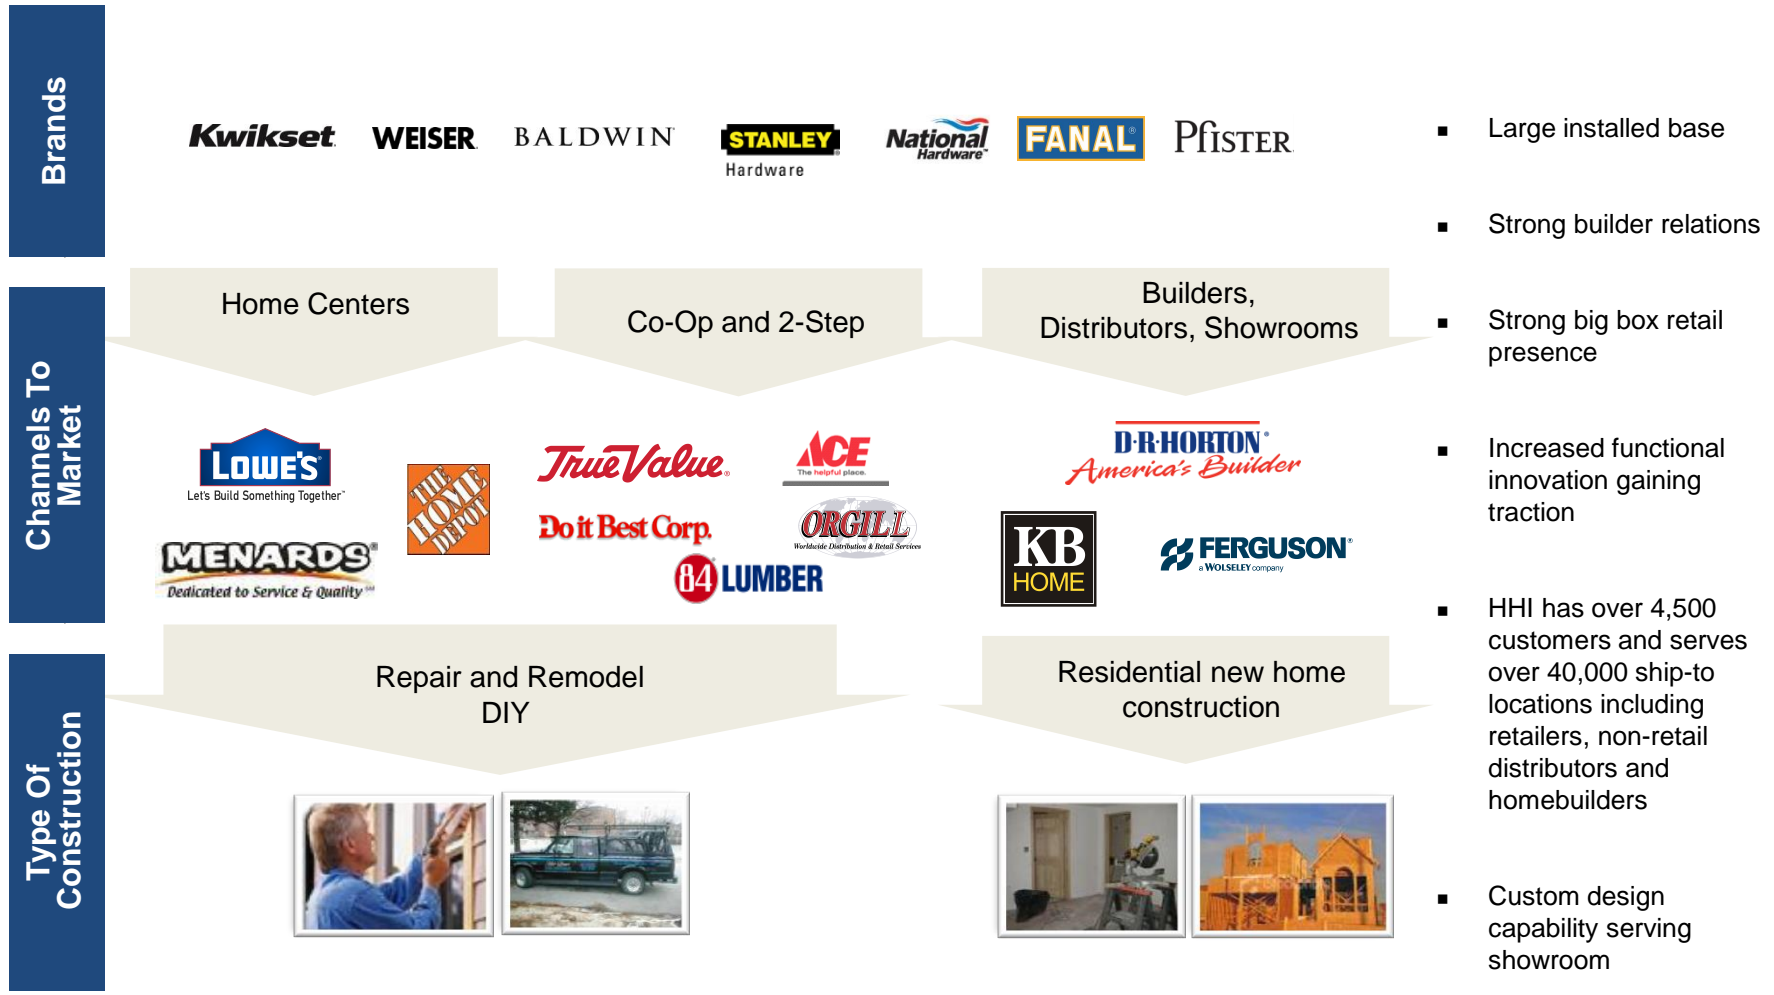 Brands
Kwikset
WEISER
BALDWIN
STANLEY
Hardware
National
Hardware™
FANAL®
Pfister
Channels To
Market
Home Centers
Co-Op and 2-Step
Builders,
Distributors, Showrooms
LOWE'S
Let's Build Something Together™
THE
HOME
DEPOT
MENARDS®
Dedicated to Service & Quality℠
True Value®
ACE
The helpful place.
Do it Best Corp.
ORGILL
Worldwide Distribution & Retail Services
84 LUMBER
D·R·HORTON®
America's Builder
KB
HOME
FERGUSON®
a WOLSELEY company
Type Of
Construction
Repair and Remodel
DIY
Residential new home
construction
▪ Large installed base
▪ Strong builder relations
▪ Strong big box retail
presence
▪ Increased functional
innovation gaining
traction
▪ HHI has over 4,500
customers and serves
over 40,000 ship-to
locations including
retailers, non-retail
distributors and
homebuilders
▪ Custom design
capability serving
showroom